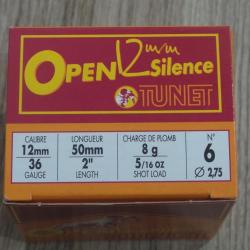 12 m/m
OPEN Silence
TUNET
CALIBRE LONGUEUR CHARGE DE PLOMB N°
12mm 50mm 8 g 6
36 2" 5/16 OZ Ø 2,75
GAUGE LENGTH SHOT LOAD